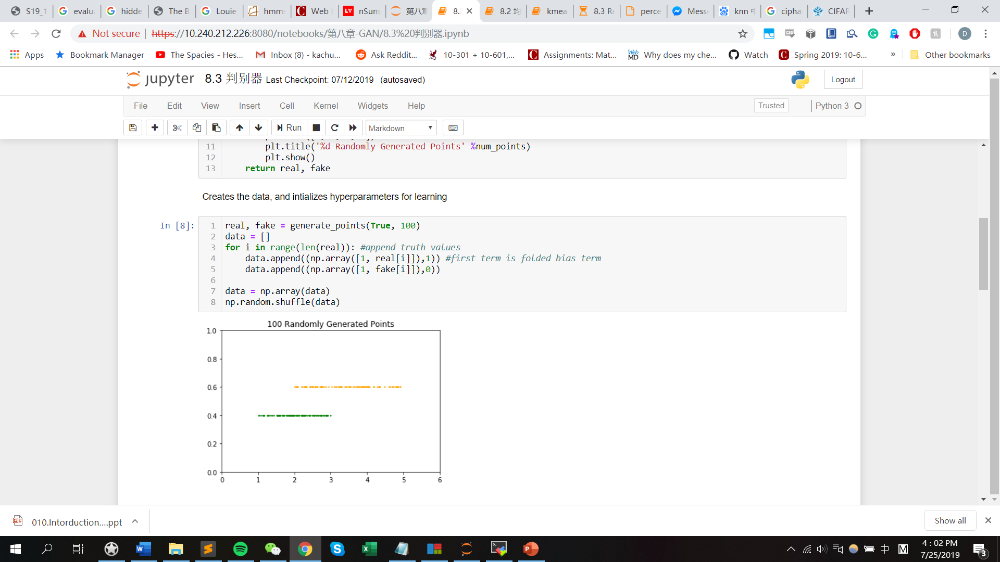 S19_1
evalua
hidde
The B
Louie
hmms
Web
nSuns
第八章
8.
8.2 均
kmea
8.3 Re
perce
Mess
knn
cipha
CIFAR
Not secure | https://10.240.212.226:8080/notebooks/第八章-GAN/8.3%20判别器.ipynb
D
Apps
Bookmark Manager
The Spacies - Hes...
Inbox (8) - kachu...
Ask Reddit...
10-301 + 10-601,...
Assignments: Mat...
Why does my che...
Watch
Spring 2019: 10-6...
»
Other bookmarks
jupyter 8.3 判别器 Last Checkpoint: 07/12/2019 (autosaved)
Logout
File Edit View Insert Cell Kernel Widgets Help
Trusted
Python 3
Run
Markdown
11 plt.title('%d Randomly Generated Points' %num_points)
12 plt.show()
13 return real, fake
Creates the data, and intializes hyperparameters for learning
In [8]:
1 real, fake = generate_points(True, 100)
2 data = []
3 for i in range(len(real)): #append truth values
4 data.append((np.array([1, real[i]]),1)) #first term is folded bias term
5 data.append((np.array([1, fake[i]]),0))
6
7 data = np.array(data)
8 np.random.shuffle(data)
100 Randomly Generated Points
1.0
0.8
0.6
0.4
0.2
0.0
0 1 2 3 4 5 6
010.Intorduction....ppt
Show all
中
M
4:02 PM
7/25/2019
3